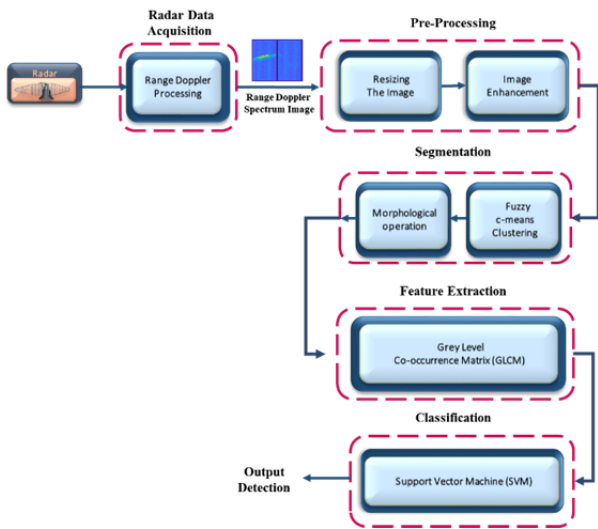 Radar Data
Acquisition
Pre-Processing
Radar
Range Doppler
Processing
Range Doppler
Spectrum Image
Resizing
The Image
Image
Enhancement
Segmentation
Morphological
operation
Fuzzy
c-means
Clustering
Feature Extraction
Grey Level
Co-occurrence Matrix (GLCM)
Classification
Support Vector Machine (SVM)
Output
Detection